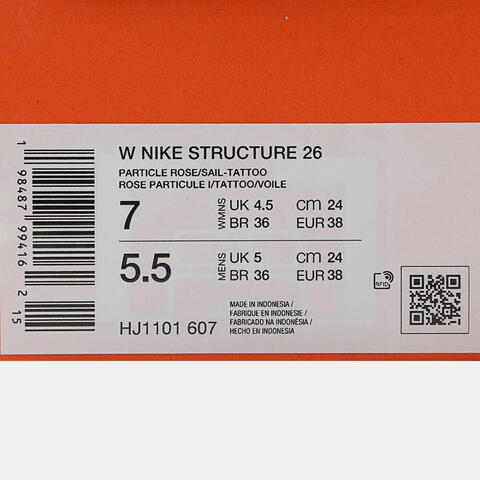 W NIKE STRUCTURE 26
PARTICLE ROSE/SAIL-TATTOO
ROSE PARTICULE I/TATTOO/VOILE
7 WMNS UK 4.5 CM 24
BR 36 EUR 38
5.5 MENS UK 5 CM 24
BR 36 EUR 38
RFID
MADE IN INDONESIA /
FABRIQUE EN INDONESIE /
FABRICADO NA INDONÉSIA /
HECHO EN INDONESIA
HJ1101 607
1 98487 99416 2 15